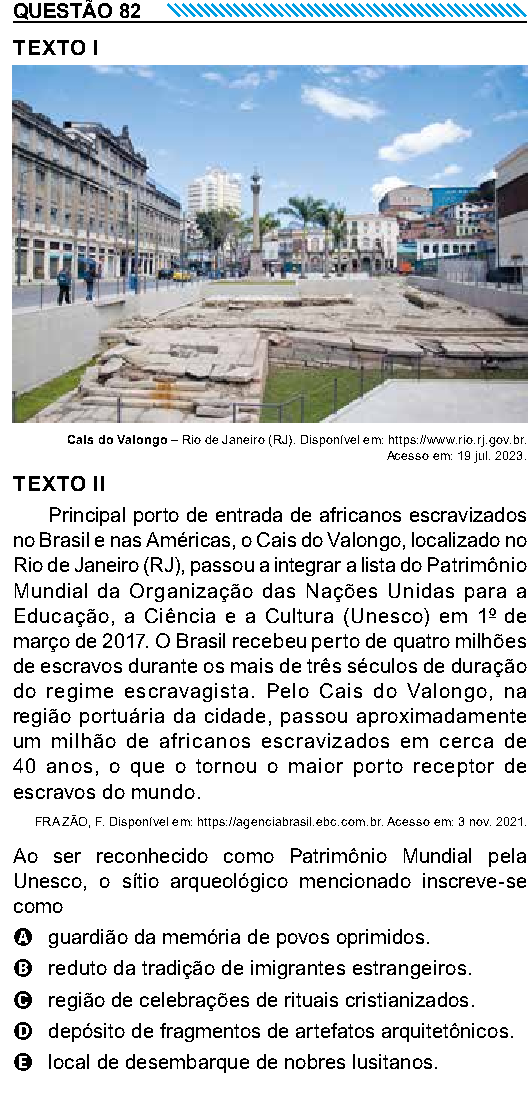 QUESTÃO 82
TEXTO I
Cais do Valongo – Rio de Janeiro (RJ). Disponível em: https://www.rio.rj.gov.br.
Acesso em: 19 jul. 2023.
TEXTO II
Principal porto de entrada de africanos escravizados
no Brasil e nas Américas, o Cais do Valongo, localizado no
Rio de Janeiro (RJ), passou a integrar a lista do Patrimônio
Mundial da Organização das Nações Unidas para a
Educação, a Ciência e a Cultura (Unesco) em 1º de
março de 2017. O Brasil recebeu perto de quatro milhões
de escravos durante os mais de três séculos de duração
do regime escravagista. Pelo Cais do Valongo, na
região portuária da cidade, passou aproximadamente
um milhão de africanos escravizados em cerca de
40 anos, o que o tornou o maior porto receptor de
escravos do mundo.
FRAZÃO, F. Disponível em: https://agenciabrasil.ebc.com.br. Acesso em: 3 nov. 2021.
Ao ser reconhecido como Patrimônio Mundial pela
Unesco, o sítio arqueológico mencionado inscreve-se
como
A guardião da memória de povos oprimidos.
B reduto da tradição de imigrantes estrangeiros.
C região de celebrações de rituais cristianizados.
D depósito de fragmentos de artefatos arquitetônicos.
E local de desembarque de nobres lusitanos.